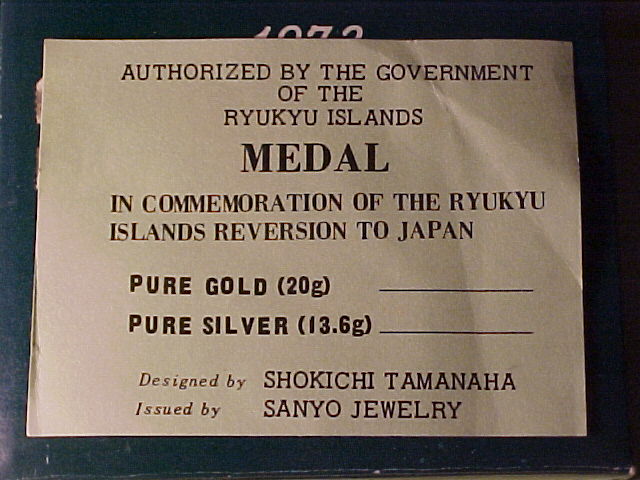 AUTHORIZED BY THE GOVERNMENT
OF THE
RYUKYU ISLANDS
MEDAL
IN COMMEMORATION OF THE RYUKYU
ISLANDS REVERSION TO JAPAN
PURE GOLD (20g)
PURE SILVER (13.6g)
Designed by SHOKICHI TAMANAHA
Issued by SANYO JEWELRY